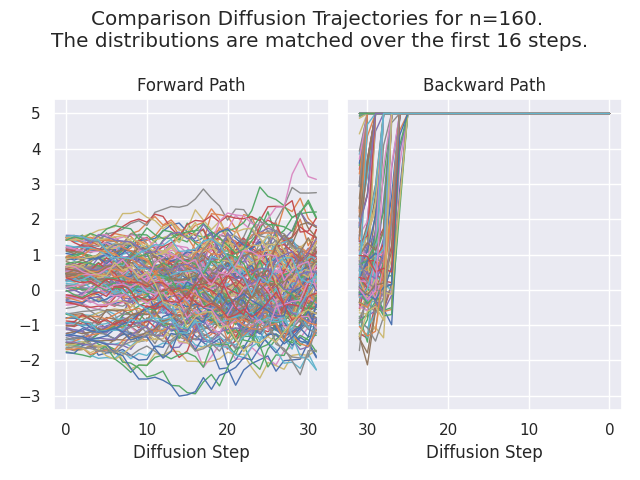 Comparison Diffusion Trajectories for n=160.
The distributions are matched over the first 16 steps.
Forward Path
Backward Path
5
4
3
2
1
0
−1
−2
−3
0 10 20 30
30 20 10 0
Diffusion Step
Diffusion Step